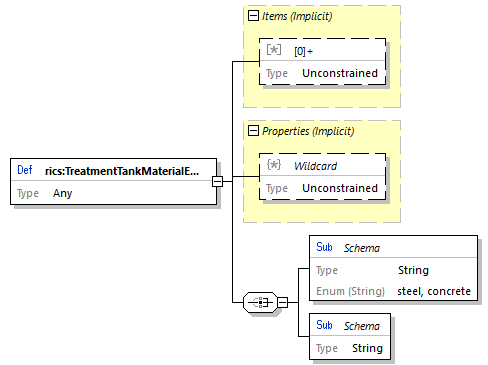 Items (Implicit)
[*] [0]+
Type Unconstrained
Properties (Implicit)
{*} Wildcard
Type Unconstrained
Def rics:TreatmentTankMaterialE...
Type Any
Sub Schema
Type String
Enum (String) steel, concrete
Sub Schema
Type String